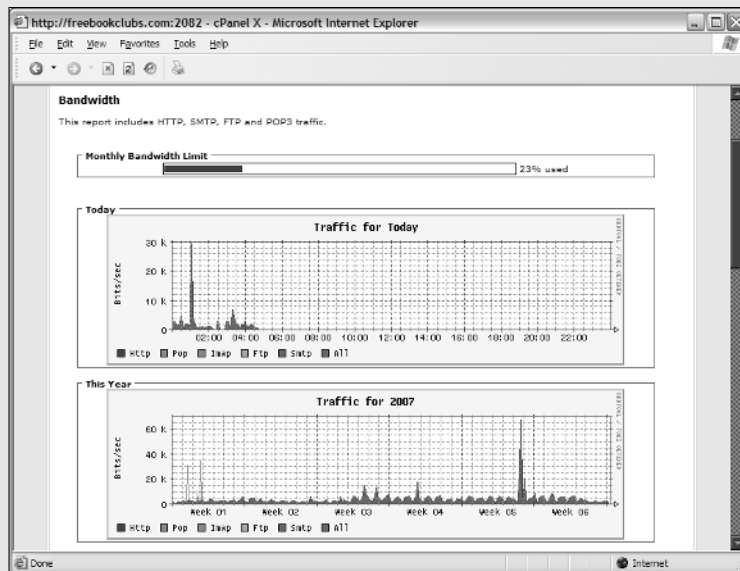 http://freebookclubs.com:2082 - cPanel X - Microsoft Internet Explorer
File Edit View Favorites Tools Help
Bandwidth
This report includes HTTP, SMTP, FTP and POP3 traffic.
Monthly Bandwidth Limit
23% used
Today
Traffic for Today
Bits/sec
30 k
20 k
10 k
0
02:00 04:00 06:00 08:00 10:00 12:00 14:00 16:00 18:00 20:00 22:00
Http Pop Imap Ftp Smtp All
This Year
Traffic for 2007
Bits/sec
60 k
40 k
20 k
0
Week 01 Week 02 Week 03 Week 04 Week 05 Week 06
Http Pop Imap Ftp Smtp All
Done Internet